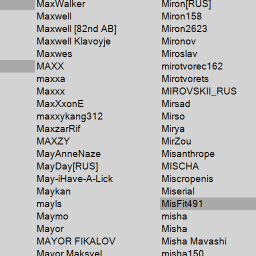 MaxWalker
Maxwell
Maxwell [82nd AB]
Maxwell Klavoyje
Maxwes
MAXX
maxxa
Maxxx
MaxXxonE
maxxykang312
MaxzarRif
MAXZY
MayAnneNaze
MayDay[RUS]
May-iHave-A-Lick
Maykan
mayls
Maymo
Mayor
MAYOR FIKALOV
Mayor Maksvel
Miron[RUS]
Miron158
Miron2623
Mironov
Miroslav
mirotvorec162
Mirotvorets
MIROVSKII_RUS
Mirsad
Mirso
Mirya
MirZou
Misanthrope
MISCHA
Miscropenis
Miserial
MisFit491
misha
misha
Misha Mavashi
misha150